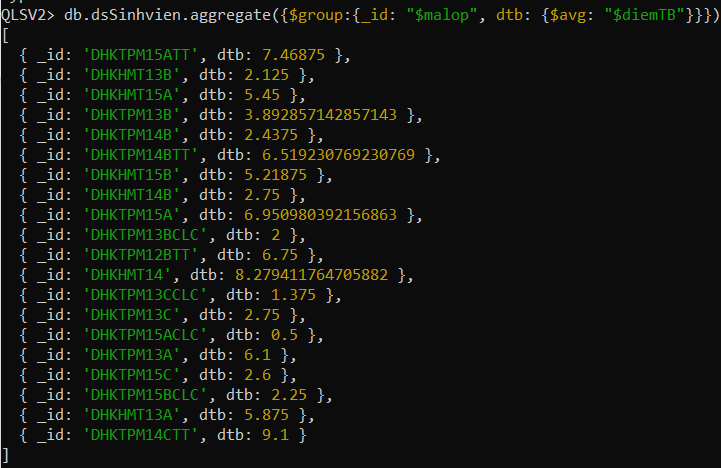 QLSV2> db.dsSinhvien.aggregate({$group:{_id: "$malop", dtb: {$avg: "$diemTB"}}})
[
  { _id: 'DHKTPM15ATT', dtb: 7.46875 },
  { _id: 'DHKHMT13B', dtb: 2.125 },
  { _id: 'DHKHMT15A', dtb: 5.45 },
  { _id: 'DHKTPM13B', dtb: 3.892857142857143 },
  { _id: 'DHKTPM14B', dtb: 2.4375 },
  { _id: 'DHKTPM14BTT', dtb: 6.519230769230769 },
  { _id: 'DHKHMT15B', dtb: 5.21875 },
  { _id: 'DHKHMT14B', dtb: 2.75 },
  { _id: 'DHKTPM15A', dtb: 6.950980392156863 },
  { _id: 'DHKTPM13BCLC', dtb: 2 },
  { _id: 'DHKTPM12BTT', dtb: 6.75 },
  { _id: 'DHKHMT14', dtb: 8.279411764705882 },
  { _id: 'DHKTPM13CCLC', dtb: 1.375 },
  { _id: 'DHKTPM13C', dtb: 2.75 },
  { _id: 'DHKTPM15ACLC', dtb: 0.5 },
  { _id: 'DHKTPM13A', dtb: 6.1 },
  { _id: 'DHKTPM15C', dtb: 2.6 },
  { _id: 'DHKTPM15BCLC', dtb: 2.25 },
  { _id: 'DHKHMT13A', dtb: 5.875 },
  { _id: 'DHKTPM14CTT', dtb: 9.1 }
]